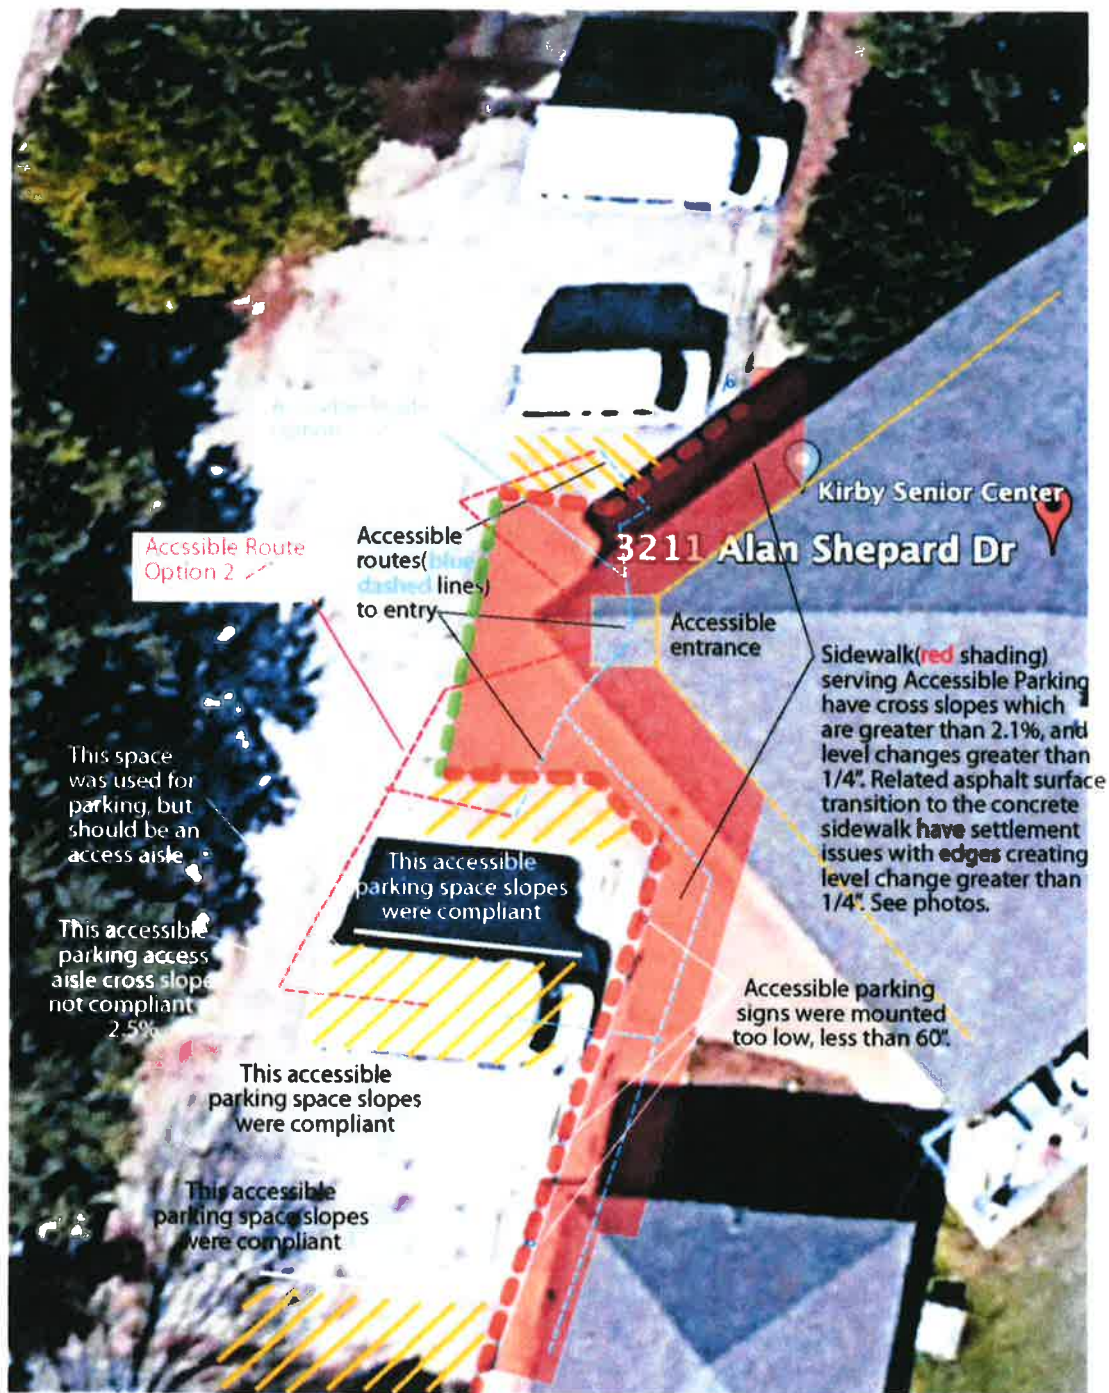 Kirby Senior Center
3211 Alan Shepard Dr
Accssible Route
Option 2
Accessible
routes(blue
dashed lines)
to entry
Accessible
entrance
Sidewalk(red shading)
serving Accessible Parking
have cross slopes which
are greater than 2.1%, and
level changes greater than
1/4". Related asphalt surface
transition to the concrete
sidewalk have settlement
issues with edges creating
level change greater than
1/4". See photos.
This space
was used for
parking, but
should be an
access aisle
This accessible
parking space slopes
were compliant
This accessible
parking access
aisle cross slope
not compliant
2.5%
Accessible parking
signs were mounted
too low, less than 60".
This accessible
parking space slopes
were compliant
This accessible
parking space slopes
were compliant